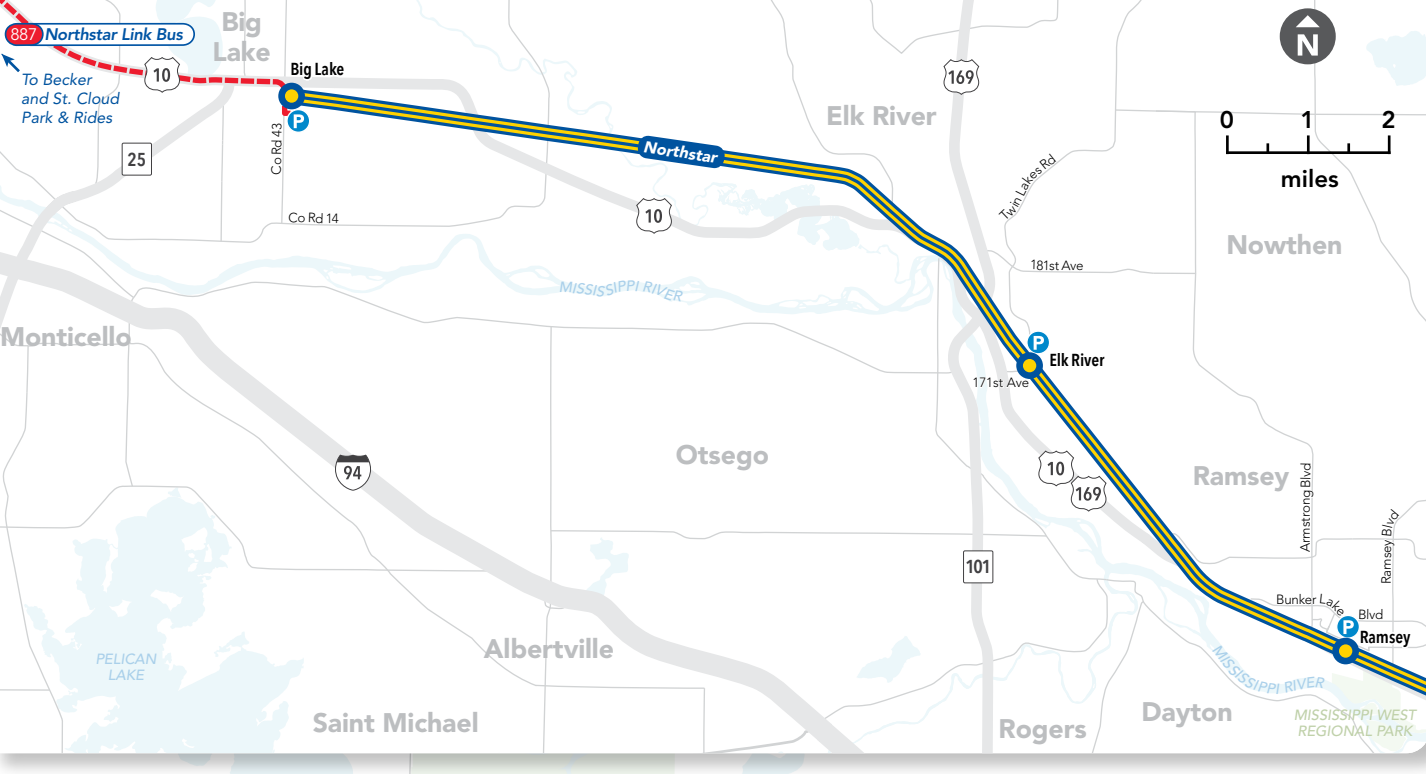 887 Northstar Link Bus
To Becker
and St. Cloud
Park & Rides
10
Big
Lake
Big Lake
P
25
Co Rd 43
Co Rd 14
Northstar
10
Elk River
169
N
0 1 2
miles
Twin Lakes Rd
181st Ave
Nowthen
MISSISSIPPI RIVER
Monticello
P
Elk River
171st Ave
94
Otsego
10
169
Ramsey
Armstrong Blvd
Ramsey Blvd
101
Bunker Lake Blvd
P
Ramsey
Albertville
PELICAN
LAKE
MISSISSIPPI RIVER
Saint Michael
Rogers
Dayton
MISSISSIPPI WEST
REGIONAL PARK